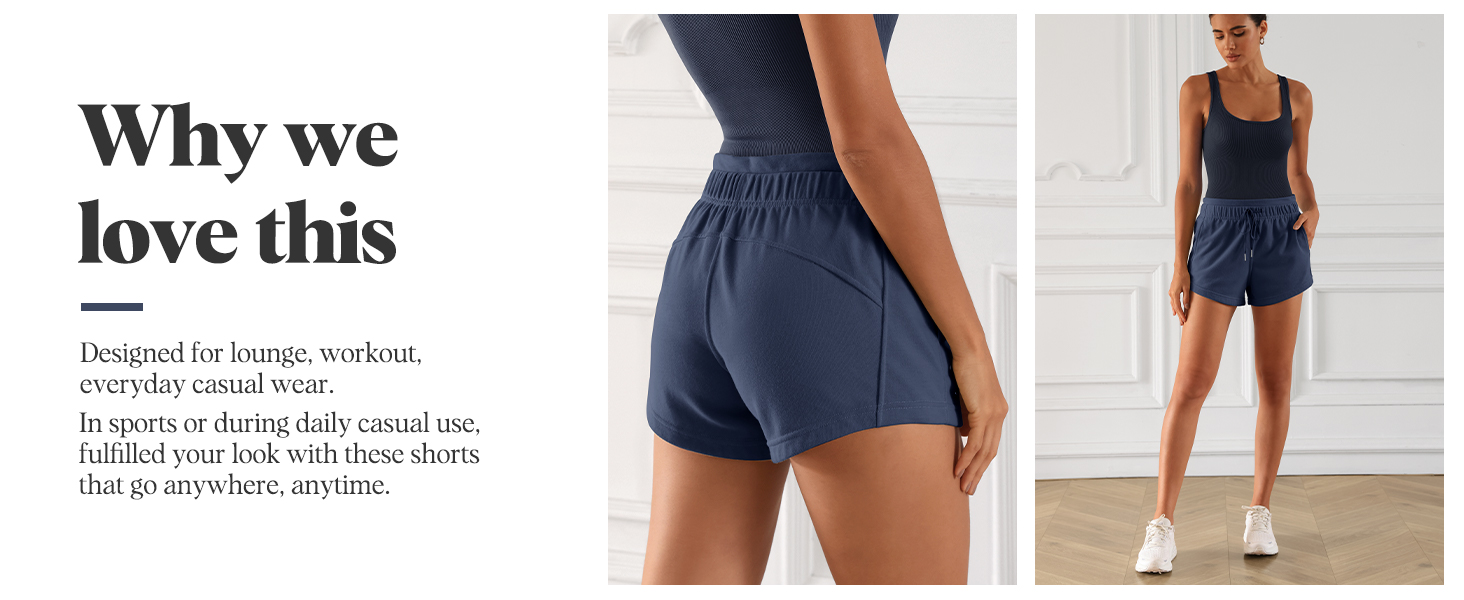 Why we
love this
Designed for lounge, workout,
everyday casual wear.
In sports or during daily casual use,
fulfilled your look with these shorts
that go anywhere, anytime.